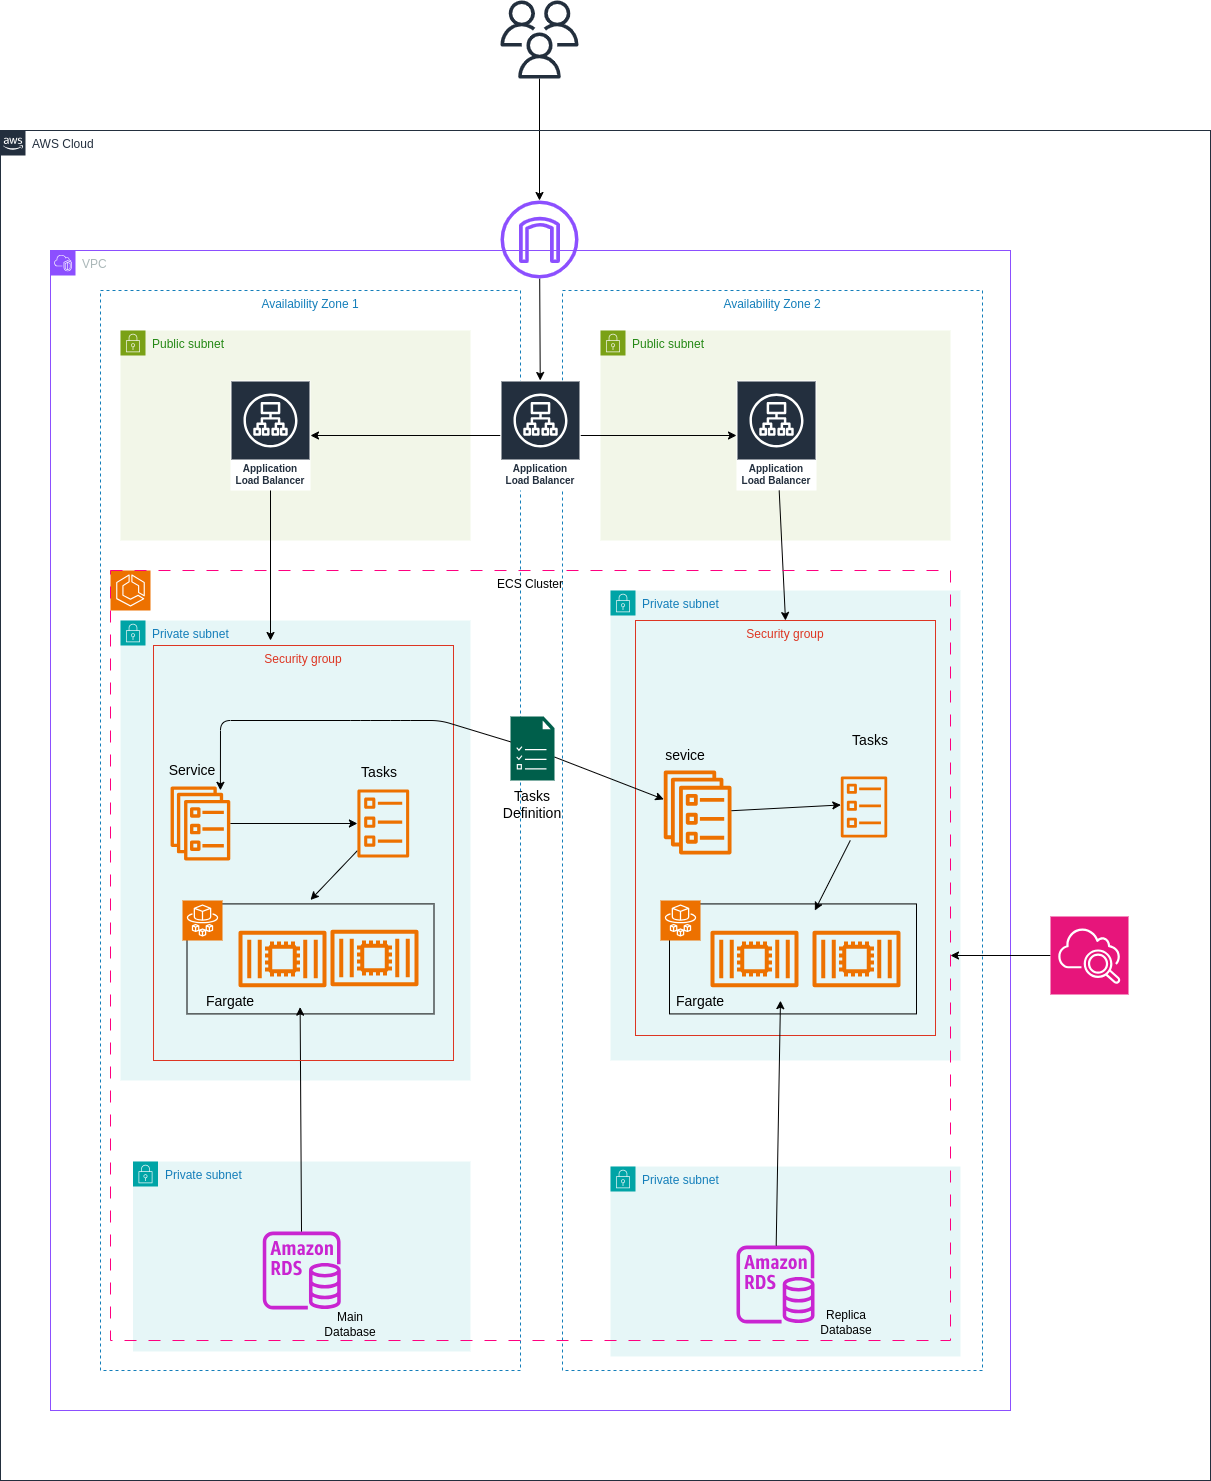 aws
AWS Cloud
VPC
Availability Zone 1
Availability Zone 2
Public subnet
Public subnet
Application
Load Balancer
Application
Load Balancer
Application
Load Balancer
ECS Cluster
Private subnet
Security group
Private subnet
Security group
Service
Tasks
Tasks
Definition
sevice
Tasks
Fargate
Fargate
Private subnet
Amazon
RDS
Main
Database
Private subnet
Amazon
RDS
Replica
Database